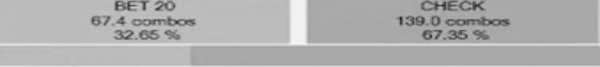 BET 20
67.4 combos
32.65 %
CHECK
139.0 combos
67.35 %